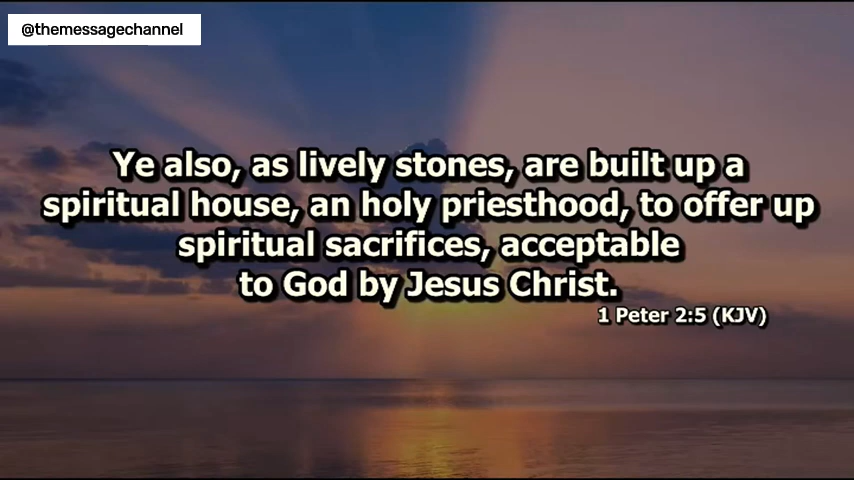 @themessagechannel
Ye also, as lively stones, are built up a
spiritual house, an holy priesthood, to offer up
spiritual sacrifices, acceptable
to God by Jesus Christ.
1 Peter 2:5 (KJV)